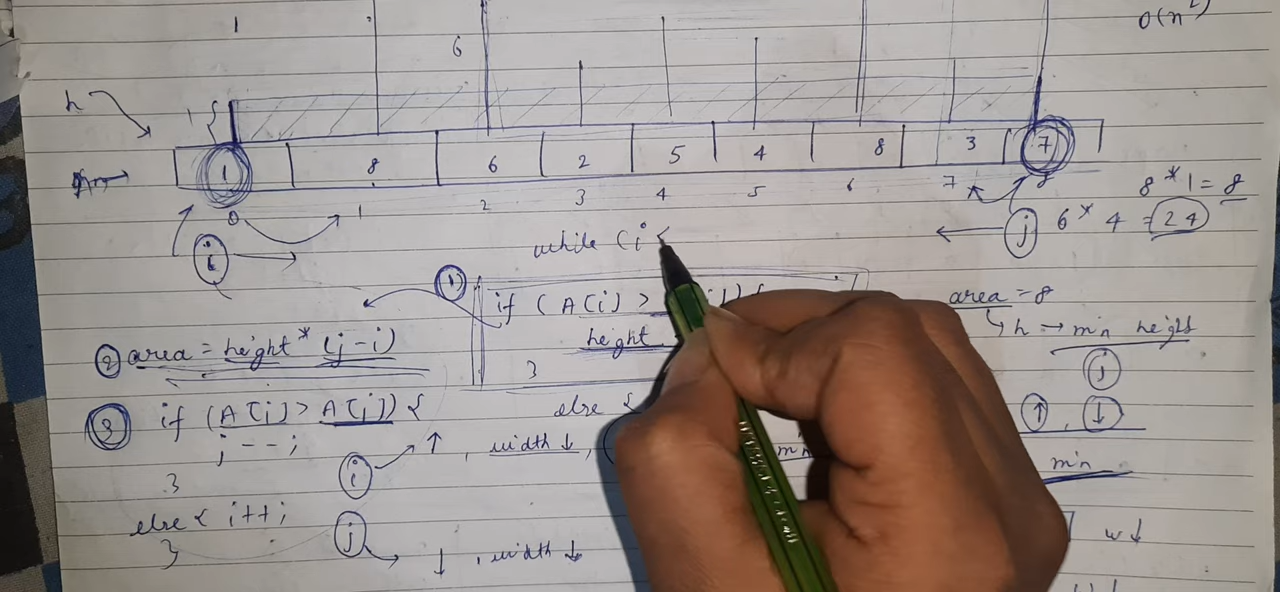 1 O(n²)
6
h 1
1 8 6 2 5 4 8 3 7
0 1 2 3 4 5 6 7 8
8 * 1 = 8
i j 6 * 4 = 24
while (i <
① if (A[i] >
area = 8
height
h → min height
② area = height * (j-i)
}
j
③ if (A[i] > A[j]) {
else {
↑ , ↓
j--;
i ↑ , width ↓ ,
min
}
else { i++;
w ↓
}
j ↓ , width ↓